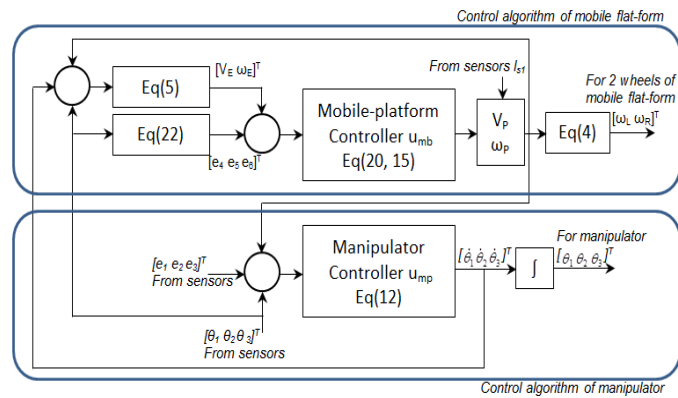 Control algorithm of mobile flat-form
[V_E ω_E]^T
From sensors I_s1
For 2 wheels of
mobile flat-form
[ω_L ω_R]^T
Eq(5)
Eq(22)
[e_4 e_5 e_8]^T
Mobile-platform
Controller u_mb
Eq(20, 15)
V_P
ω_P
Eq(4)
[e_1 e_2 e_3]^T
From sensors
[θ_1 θ_2 θ_3]^T
From sensors
Manipulator
Controller u_mp
Eq(12)
[θ̇_1 θ̇_2 θ̇_3]^T
∫
For manipulator
[θ_1 θ_2 θ_3]^T
Control algorithm of manipulator